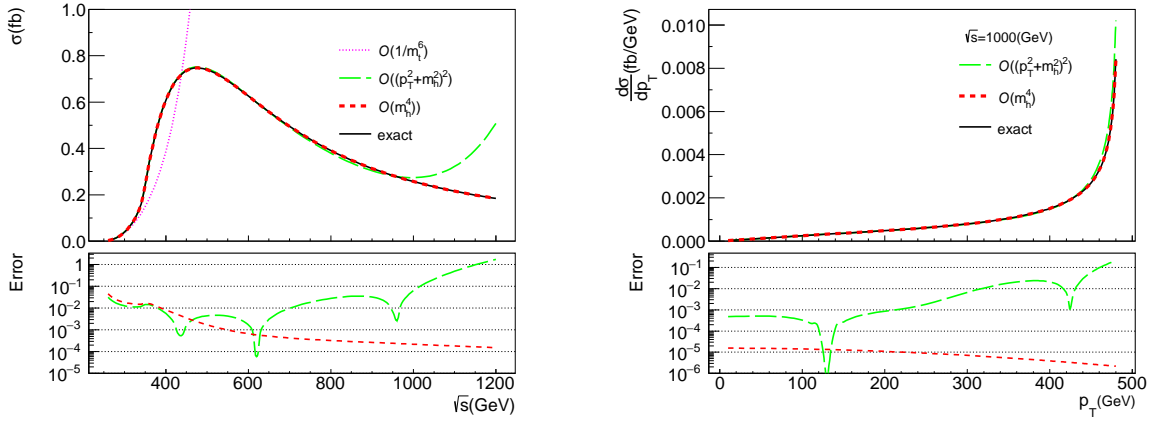 σ(fb)
1.0
0.8
0.6
0.4
0.2
0.0
O(1/m_t^6)
O((p_T^2+m_h^2)^2)
O(m_h^4))
exact
Error
1
10^−1
10^−2
10^−3
10^−4
10^−5
400 600 800 1000 1200
√s(GeV)
dσ/dp_T (fb/GeV)
0.010
0.008
0.006
0.004
0.002
0.000
√s=1000(GeV)
O((p_T^2+m_h^2)^2)
O(m_h^4)
exact
Error
10^−1
10^−2
10^−3
10^−4
10^−5
10^−6
0 100 200 300 400 500
p_T(GeV)